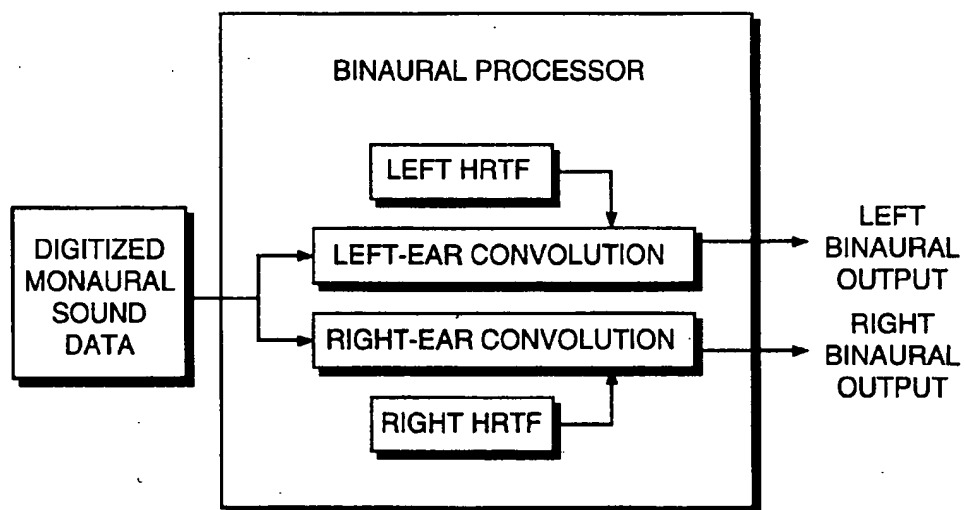 BINAURAL PROCESSOR
LEFT HRTF
DIGITIZED
MONAURAL
SOUND
DATA
LEFT-EAR CONVOLUTION
RIGHT-EAR CONVOLUTION
RIGHT HRTF
LEFT
BINAURAL
OUTPUT
RIGHT
BINAURAL
OUTPUT